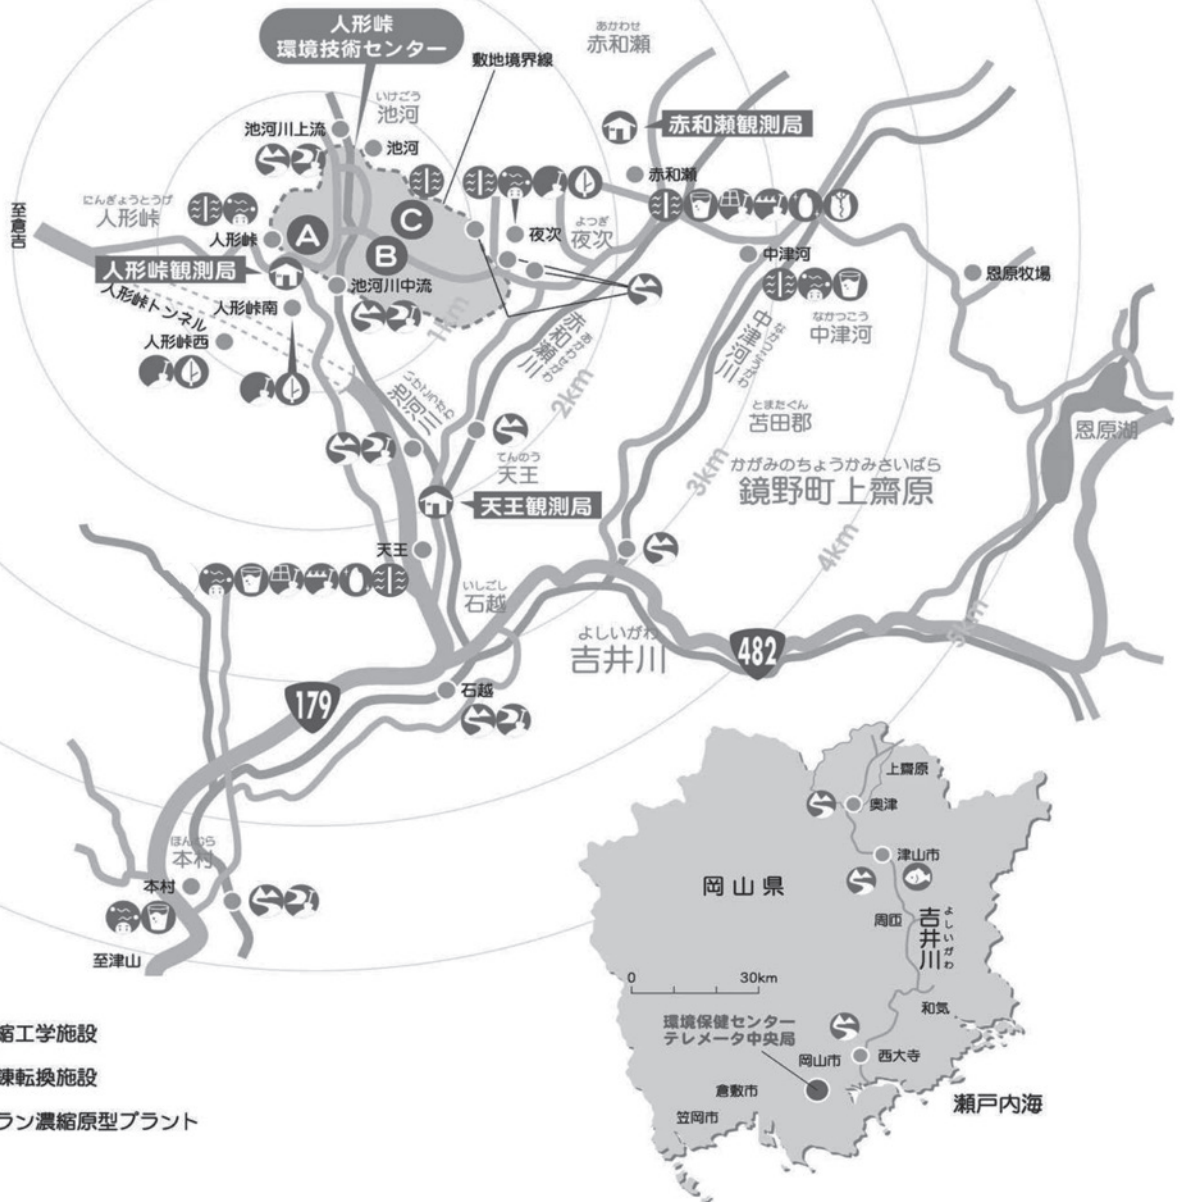 人形峠
環境技術センター
敷地境界線
あかわせ
赤和瀬
いけごう
池河
池河川上流
池河
赤和瀬観測局
赤和瀬
至倉吉
にんぎょうとうげ
人形峠
人形峠
A
C
B
夜次
よつぎ
夜次
中津河
恩原牧場
人形峠観測局
池河川中流
人形峠トンネル
人形峠南
人形峠西
1km
2km
3km
4km
5km
あかわせがわ
赤和瀬川
中津河川
なかつこう
中津河
池河川
とまたぐん
苫田郡
かがみのちょうかみさいばら
鏡野町上齋原
恩原湖
てんのう
天王
天王観測局
天王
いしごし
石越
よしいがわ
吉井川
482
179
石越
ほんむら
本村
本村
至津山
縮工学施設
錬転換施設
ラン濃縮原型プラント
上齋原
奥津
津山市
岡山県
周匝
よしいがわ
吉井川
0
30km
和気
環境保健センター
テレメータ中央局
岡山市
西大寺
倉敷市
笠岡市
瀬戸内海